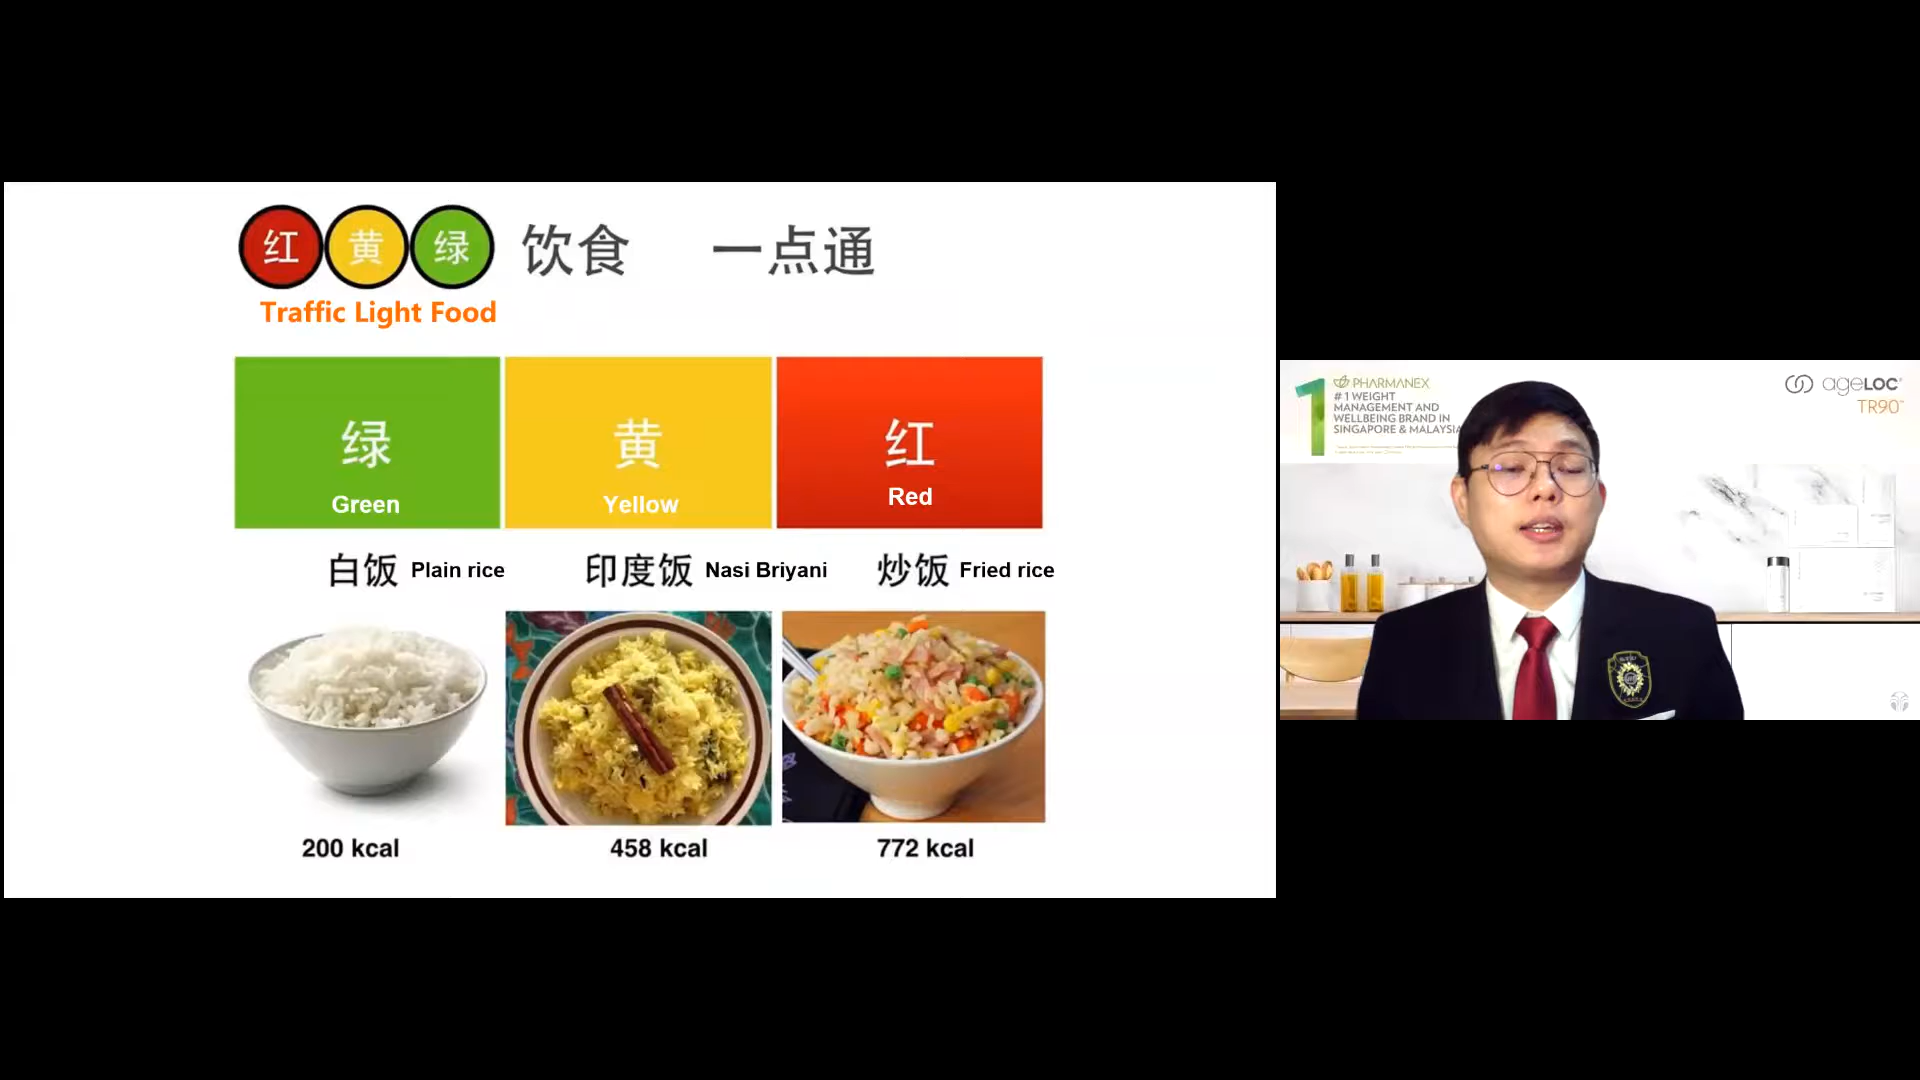 红 黄 绿 饮食 一点通
Traffic Light Food
绿 黄 红
Green Yellow Red
白饭 Plain rice 印度饭 Nasi Briyani 炒饭 Fried rice
200 kcal 458 kcal 772 kcal
1 PHARMANEX
#1 WEIGHT
MANAGEMENT AND
WELLBEING BRAND IN
SINGAPORE & MALAYSIA
ageLOC®
TR90™